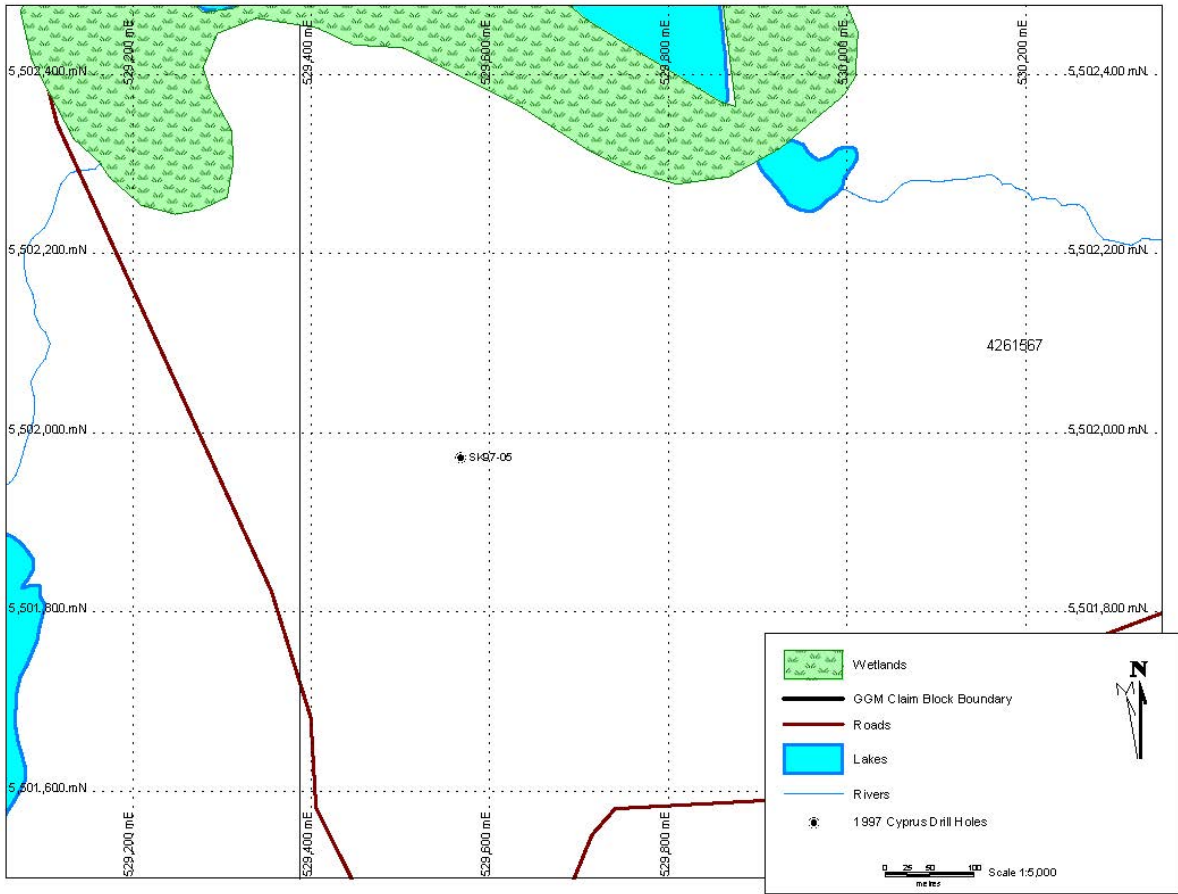 529,200 mE
529,400 mE
529,600 mE
529,800 mE
530,000 mE
530,200 mE
5,502,400 mN
5,502,400 mN
5,502,200 mN
5,502,200 mN
4261567
5,502,000 mN
5,502,000 mN
SK97-05
5,501,800 mN
5,501,800 mN
5,501,600 mN
529,200 mE
529,400 mE
529,600 mE
529,800 mE
N
M
Wetlands
GGM Claim Block Boundary
Roads
Lakes
Rivers
1997 Cyprus Drill Holes
0 25 50 100
metres
Scale 1:5,000